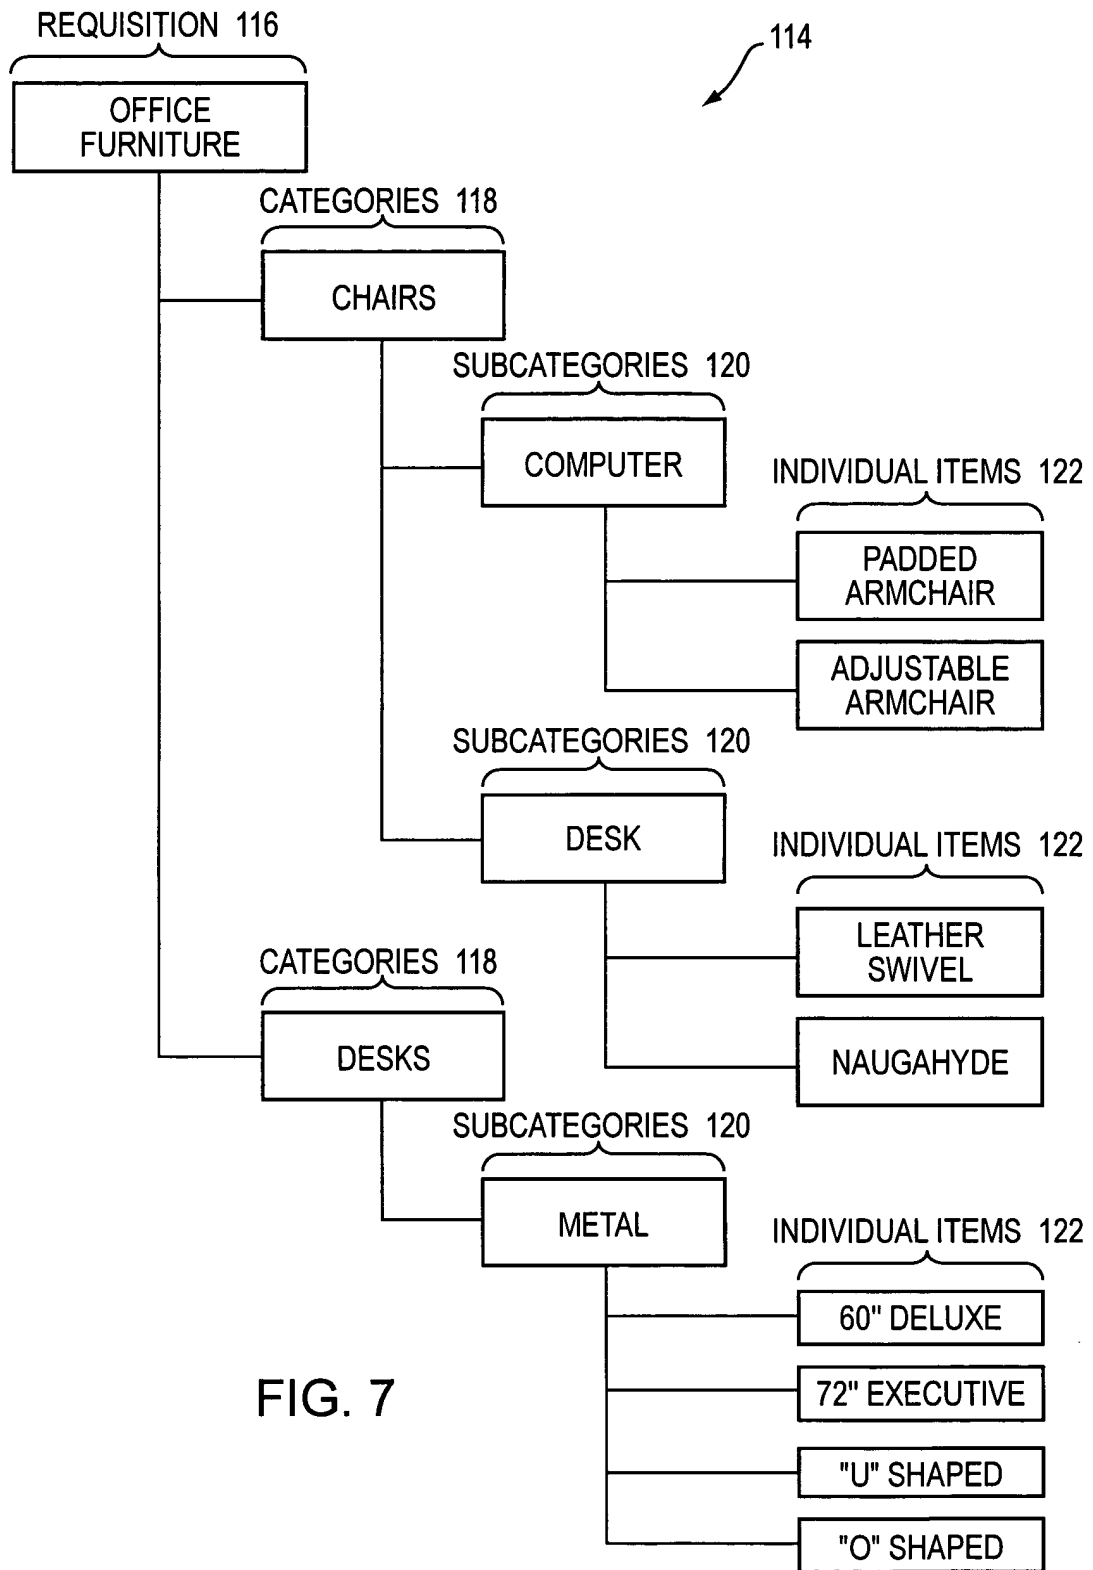 REQUISITION 116
114
OFFICE
FURNITURE
CATEGORIES 118
CHAIRS
SUBCATEGORIES 120
COMPUTER
INDIVIDUAL ITEMS 122
PADDED
ARMCHAIR
ADJUSTABLE
ARMCHAIR
SUBCATEGORIES 120
DESK
INDIVIDUAL ITEMS 122
LEATHER
SWIVEL
NAUGAHYDE
CATEGORIES 118
DESKS
SUBCATEGORIES 120
METAL
INDIVIDUAL ITEMS 122
60" DELUXE
72" EXECUTIVE
"U" SHAPED
"O" SHAPED
FIG. 7